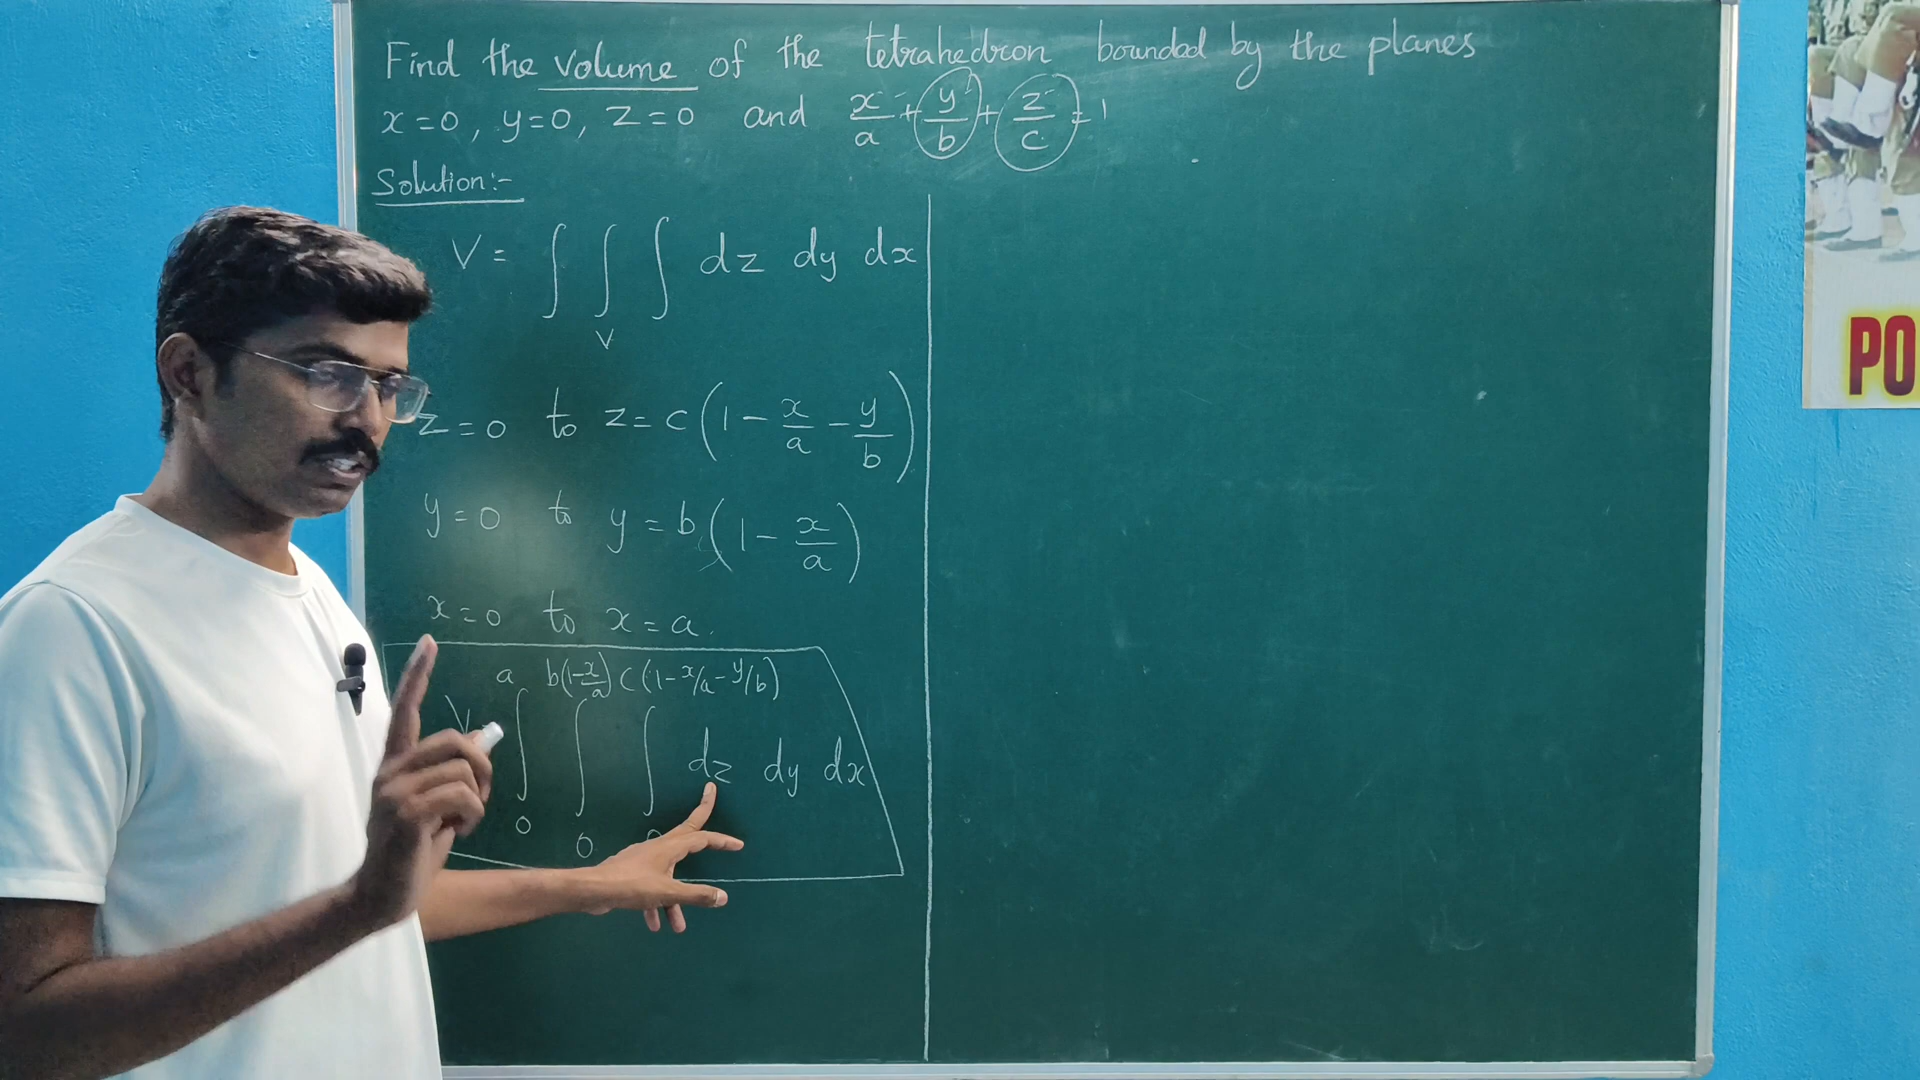 Find the volume of the tetrahedron bounded by the planes
x=0, y=0, z=0 and x/a + y/b + z/c = 1
Solution:-
V = ∫ ∫ ∫ dz dy dx
V
z=0 to z=c(1 - x/a - y/b)
y=0 to y=b(1 - x/a)
x=0 to x=a.
a b(1-x/a) c(1-x/a-y/b)
V ∫ ∫ ∫ dz dy dx
0 0 0
PO